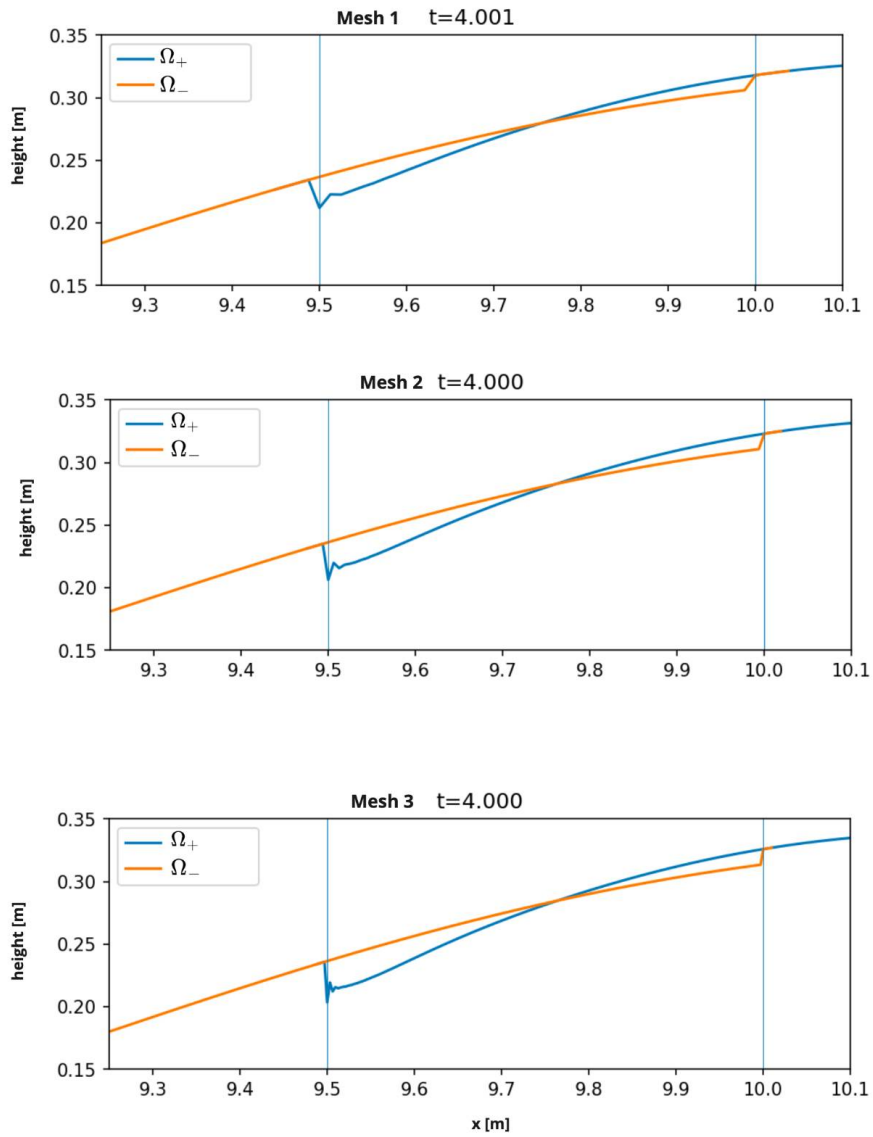 Mesh 1 t=4.001
0.35
Ω₊
Ω₋
0.30
height [m]
0.25
0.20
0.15
9.3 9.4 9.5 9.6 9.7 9.8 9.9 10.0 10.1
Mesh 2 t=4.000
0.35
Ω₊
Ω₋
0.30
height [m]
0.25
0.20
0.15
9.3 9.4 9.5 9.6 9.7 9.8 9.9 10.0 10.1
Mesh 3 t=4.000
0.35
Ω₊
Ω₋
0.30
height [m]
0.25
0.20
0.15
9.3 9.4 9.5 9.6 9.7 9.8 9.9 10.0 10.1
x [m]